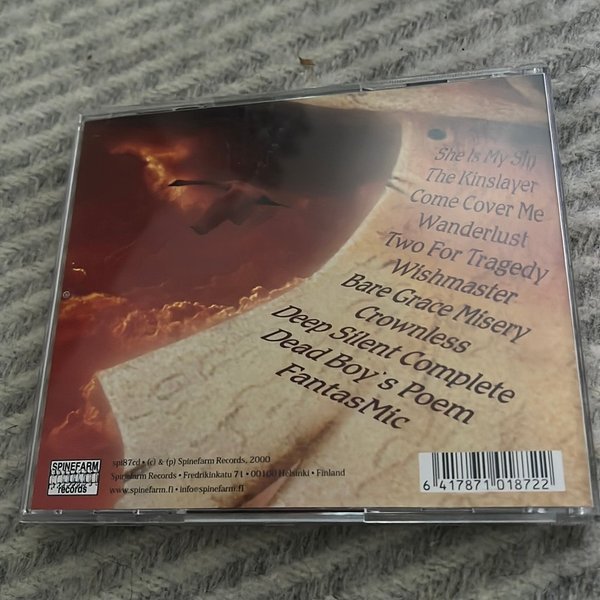 She Is My Sin
The Kinslayer
Come Cover Me
Wanderlust
Two For Tragedy
Wishmaster
Bare Grace Misery
Crownless
Deep Silent Complete
Dead Boy's Poem
FantasMic
SPINEFARM
records
spi87cd • (c) & (p) Spinefarm Records, 2000
Spinefarm Records • Fredrikinkatu 71 • 00100 Helsinki • Finland
www.spinefarm.fi • info@spinefarm.fi
6 417871 018722